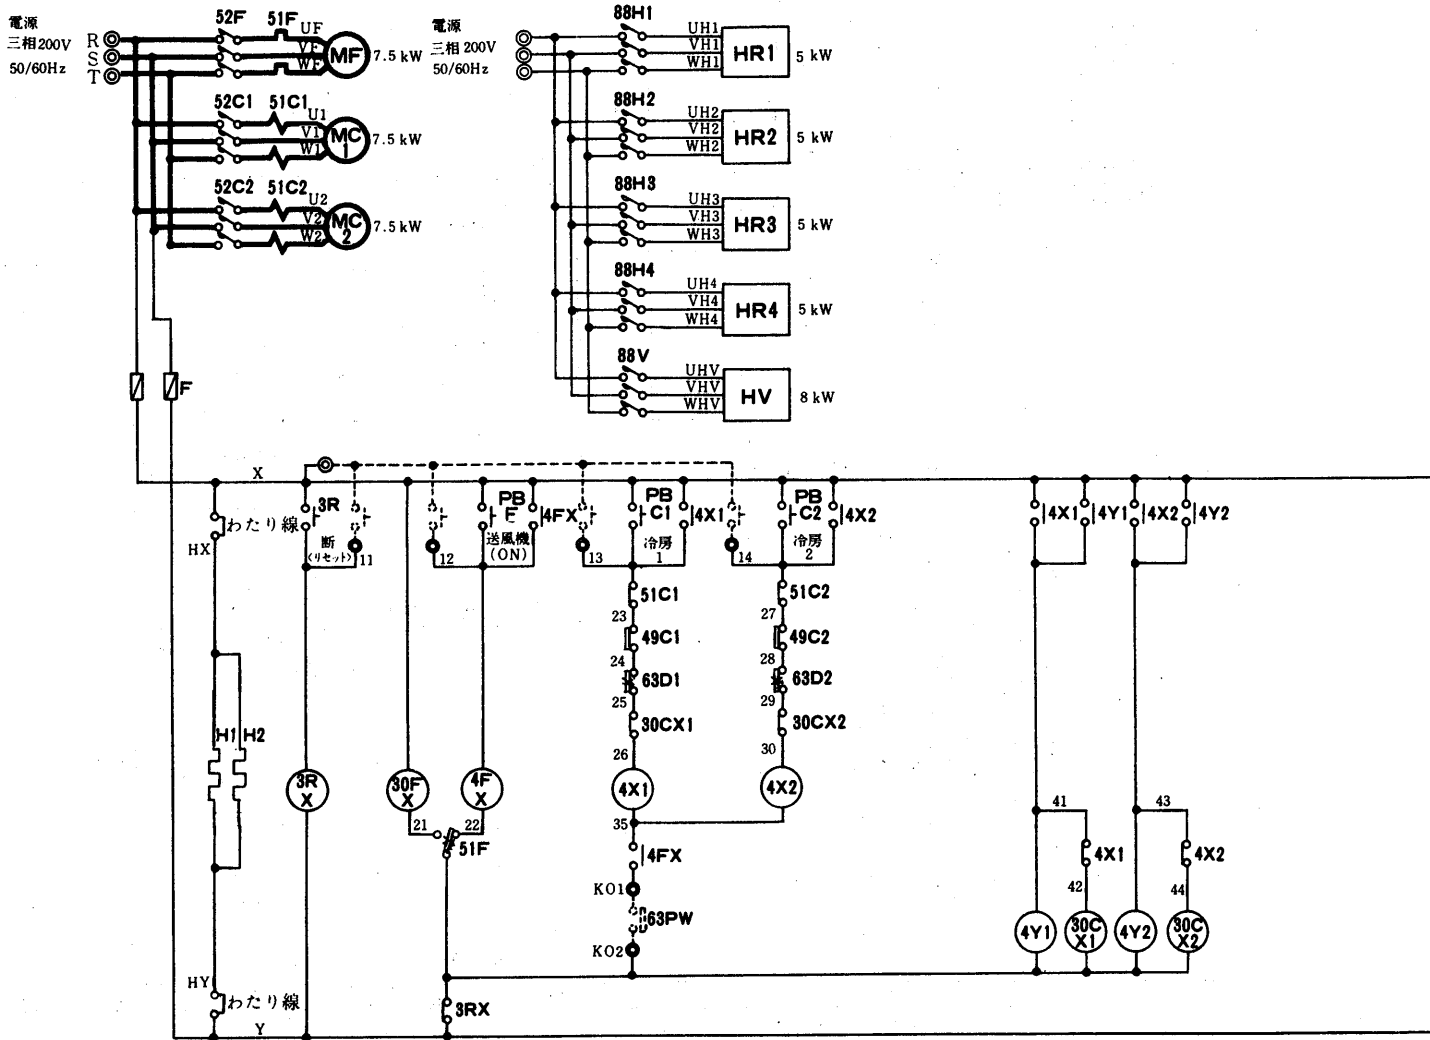 電源
三相200V
50/60Hz
R
S
T
52F
51F
UF
VF
WF
MF
7.5 kW
52C1
51C1
U1
V1
W1
MC
1
7.5 kW
52C2
51C2
U2
V2
W2
MC
2
7.5 kW
F
電源
三相200V
50/60Hz
88H1
UH1
VH1
WH1
HR1
5 kW
88H2
UH2
VH2
WH2
HR2
5 kW
88H3
UH3
VH3
WH3
HR3
5 kW
88H4
UH4
VH4
WH4
HR4
5 kW
88V
UHV
VHV
WHV
HV
8 kW
X
わたり線
HX
H1
H2
HY
わたり線
Y
3R
断
(リセット)
11
3R
X
12
PB
F
送風機
(ON)
4FX
30F
X
4F
X
21
22
51F
3RX
13
PB
C1
冷房
1
4X1
51C1
23
49C1
24
63D1
25
30CX1
26
4X1
35
4FX
KO1
63PW
KO2
14
PB
C2
冷房
2
4X2
51C2
27
49C2
28
63D2
29
30CX2
30
4X2
4X1
4Y1
4X2
4Y2
41
4X1
42
4Y1
30C
X1
43
4X2
44
4Y2
30C
X2